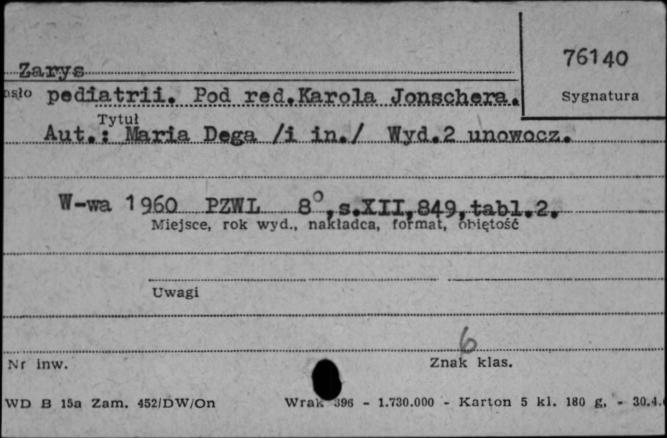 76140
Zarys
Sygnatura
pediatrii. Pod red.Karola Jonschera.
Tytuł
Aut.: Maria Dega /i in./ Wyd.2 unowocz.
W-wa 1960 PZWL 8°,s.XII,849,tabl.2.
Miejsce, rok wyd., nakładca, format, objętość
Uwagi
6
Nr inw.
Znak klas.
WD B 15a Zam. 452/DW/On Wrak 396 - 1.730.000 - Karton 5 kl. 180 g. - 30.4.